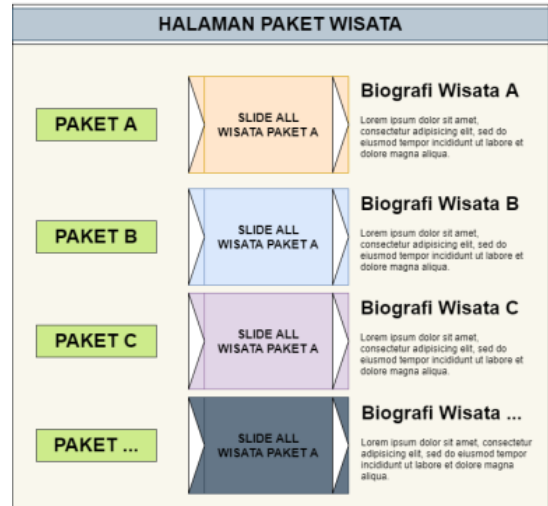 HALAMAN PAKET WISATA
PAKET A
SLIDE ALL
WISATA PAKET A
Biografi Wisata A
Lorem ipsum dolor sit amet,
consectetur adipisicing elit, sed do
eiusmod tempor incididunt ut labore et
dolore magna aliqua.
PAKET B
SLIDE ALL
WISATA PAKET A
Biografi Wisata B
Lorem ipsum dolor sit amet,
consectetur adipisicing elit, sed do
eiusmod tempor incididunt ut labore et
dolore magna aliqua.
PAKET C
SLIDE ALL
WISATA PAKET A
Biografi Wisata C
Lorem ipsum dolor sit amet,
consectetur adipisicing elit, sed do
eiusmod tempor incididunt ut labore et
dolore magna aliqua.
PAKET ...
SLIDE ALL
WISATA PAKET A
Biografi Wisata ...
Lorem ipsum dolor sit amet, consectetur
adipisicing elit, sed do eiusmod tempor
incididunt ut labore et dolore magna
aliqua.